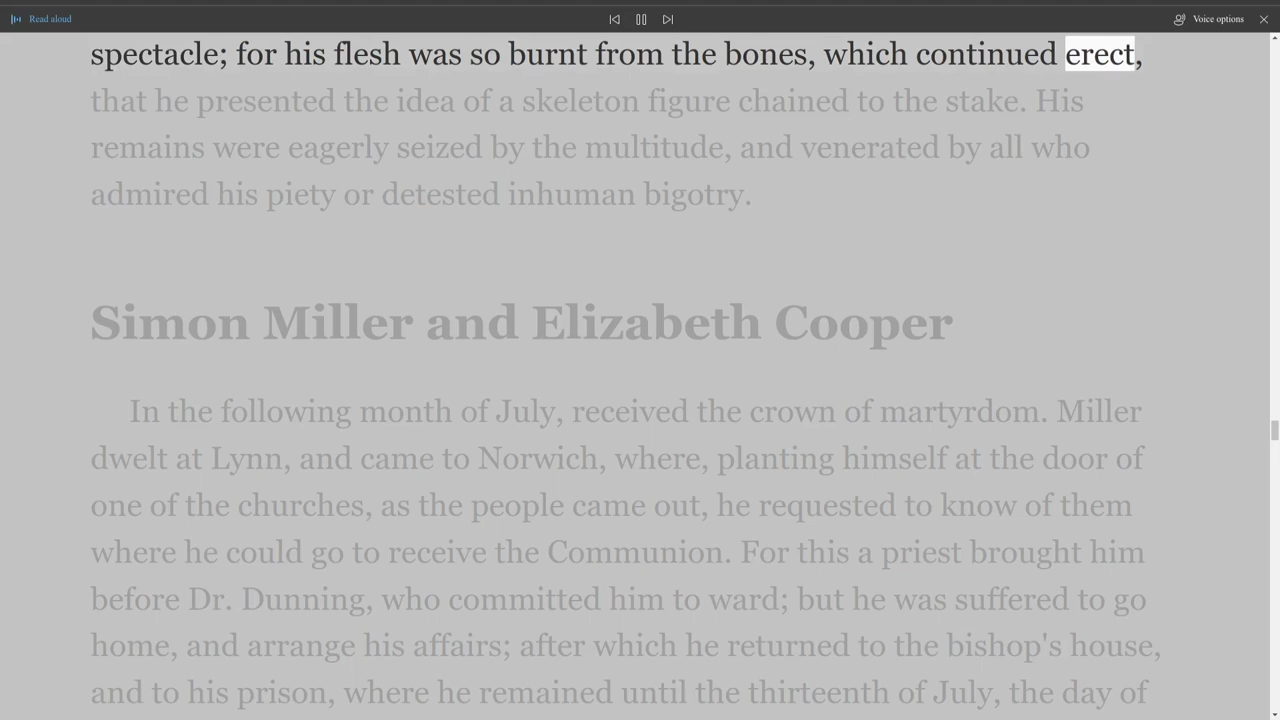 Read aloud
Voice options
spectacle; for his flesh was so burnt from the bones, which continued erect,
that he presented the idea of a skeleton figure chained to the stake. His
remains were eagerly seized by the multitude, and venerated by all who
admired his piety or detested inhuman bigotry.
Simon Miller and Elizabeth Cooper
In the following month of July, received the crown of martyrdom. Miller
dwelt at Lynn, and came to Norwich, where, planting himself at the door of
one of the churches, as the people came out, he requested to know of them
where he could go to receive the Communion. For this a priest brought him
before Dr. Dunning, who committed him to ward; but he was suffered to go
home, and arrange his affairs; after which he returned to the bishop's house,
and to his prison, where he remained until the thirteenth of July, the day of